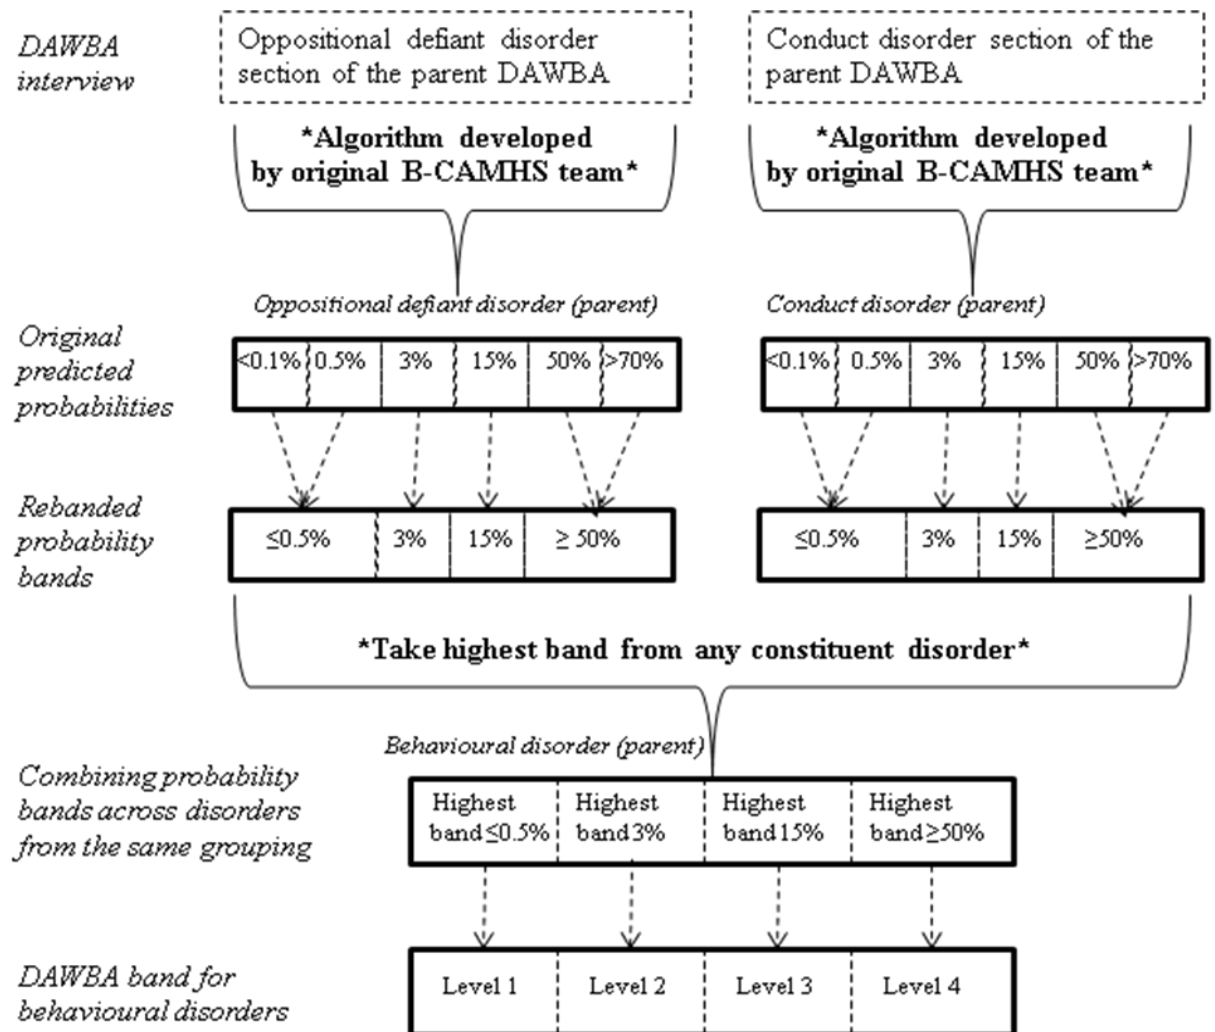 DAWBA
interview
Oppositional defiant disorder
section of the parent DAWBA
Conduct disorder section of the
parent DAWBA
*Algorithm developed
by original B-CAMHS team*
*Algorithm developed
by original B-CAMHS team*
Oppositional defiant disorder (parent)
Conduct disorder (parent)
Original
predicted
probabilities
<0.1% 0.5% 3% 15% 50% >70%
<0.1% 0.5% 3% 15% 50% >70%
Rebanded
probability
bands
≤0.5% 3% 15% ≥ 50%
≤0.5% 3% 15% ≥50%
*Take highest band from any constituent disorder*
Behavioural disorder (parent)
Combining probability
bands across disorders
from the same grouping
Highest
band ≤0.5%
Highest
band 3%
Highest
band 15%
Highest
band ≥50%
DAWBA band for
behavioural disorders
Level 1 Level 2 Level 3 Level 4